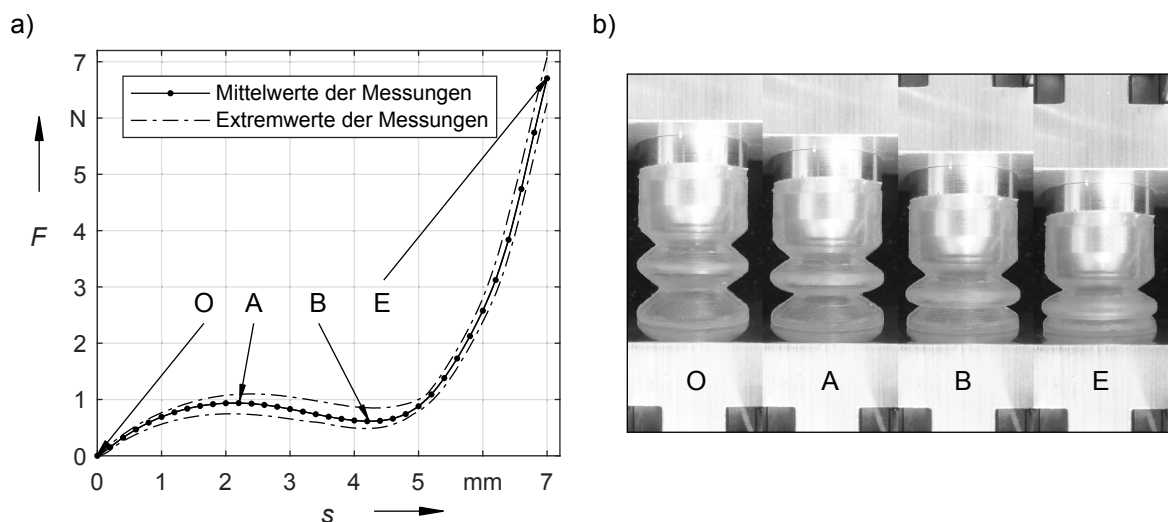 a)
7
N
5
4
3
2
1
0
F
Mittelwerte der Messungen
Extremwerte der Messungen
O A B E
0 1 2 3 4 5 mm 7
s
b)
O A B E